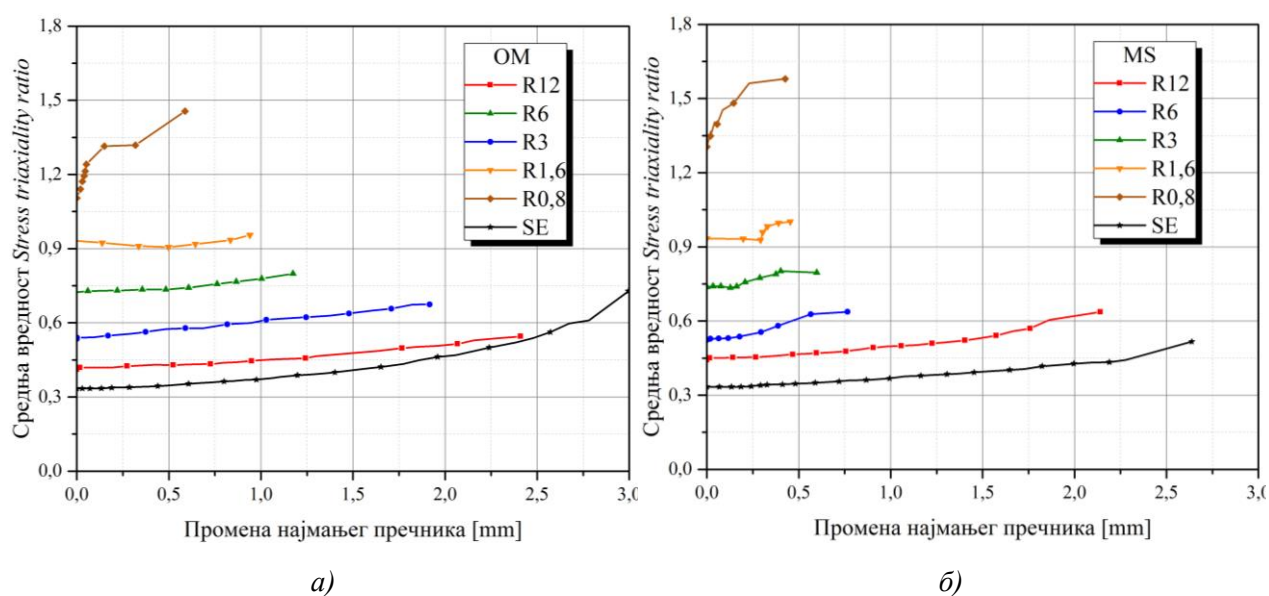 1,8
1,5
1,2
0,9
0,6
0,3
0,0
Средња вредност Stress triaxiality ratio
OM
R12
R6
R3
R1,6
R0,8
SE
0,0 0,5 1,0 1,5 2,0 2,5 3,0
Промена најмањег пречника [mm]
а)
1,8
1,5
1,2
0,9
0,6
0,3
0,0
Средња вредност Stress triaxiality ratio
MS
R12
R6
R3
R1,6
R0,8
SE
0,0 0,5 1,0 1,5 2,0 2,5 3,0
Промена најмањег пречника [mm]
б)